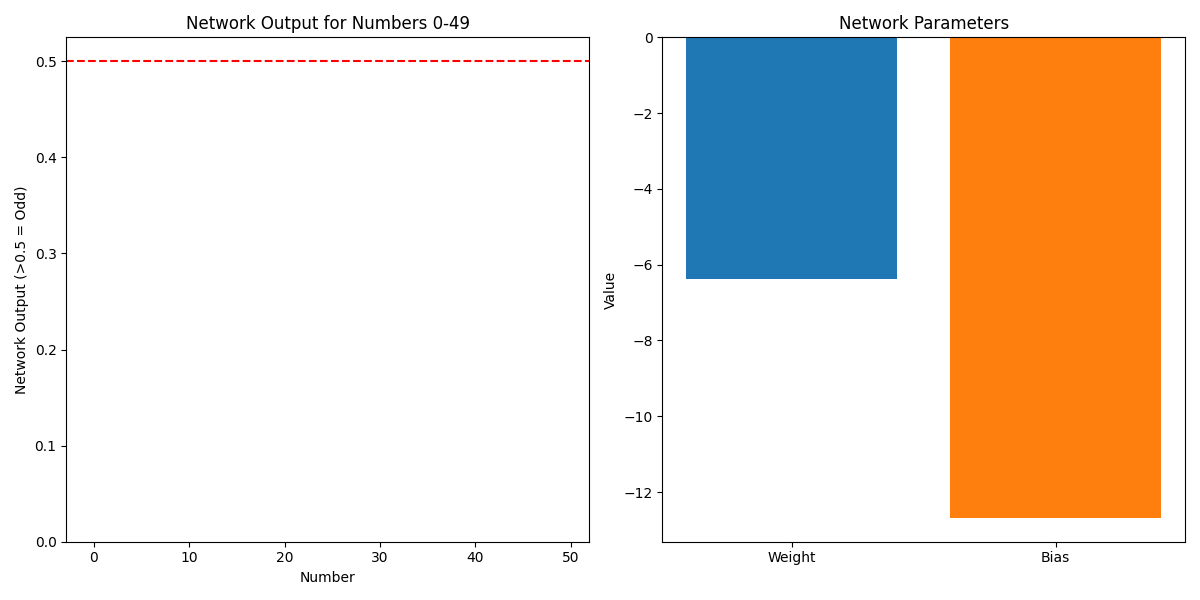 Network Output for Numbers 0-49
Network Output (>0.5 = Odd)
0.5
0.4
0.3
0.2
0.1
0.0
0 10 20 30 40 50
Number
Network Parameters
Value
0
−2
−4
−6
−8
−10
−12
Weight Bias